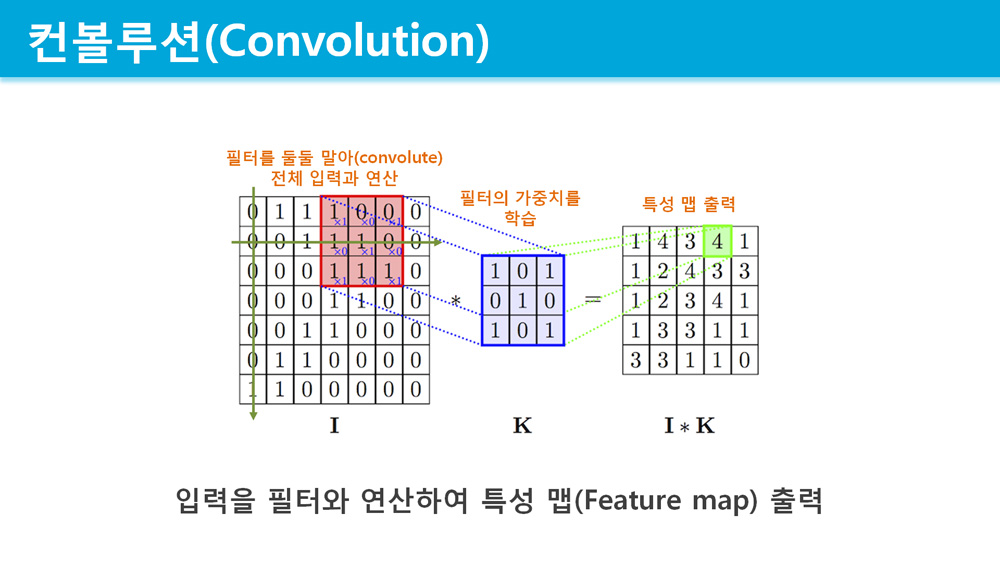 컨볼루션(Convolution)
필터를 둘둘 말아(convolute)
전체 입력과 연산
필터의 가중치를
학습
특성 맵 출력
0 1 1 1 0 0 0
×1 ×0 ×1
0 0 1 1 1 0 0
×0 ×1 ×0
0 0 0 1 1 1 0
×1 ×0 ×1
0 0 0 1 1 0 0
0 0 1 1 0 0 0
0 1 1 0 0 0 0
1 1 0 0 0 0 0
I
*
1 0 1
0 1 0
1 0 1
K
=
1 4 3 4 1
1 2 4 3 3
1 2 3 4 1
1 3 3 1 1
3 3 1 1 0
I * K
입력을 필터와 연산하여 특성 맵(Feature map) 출력